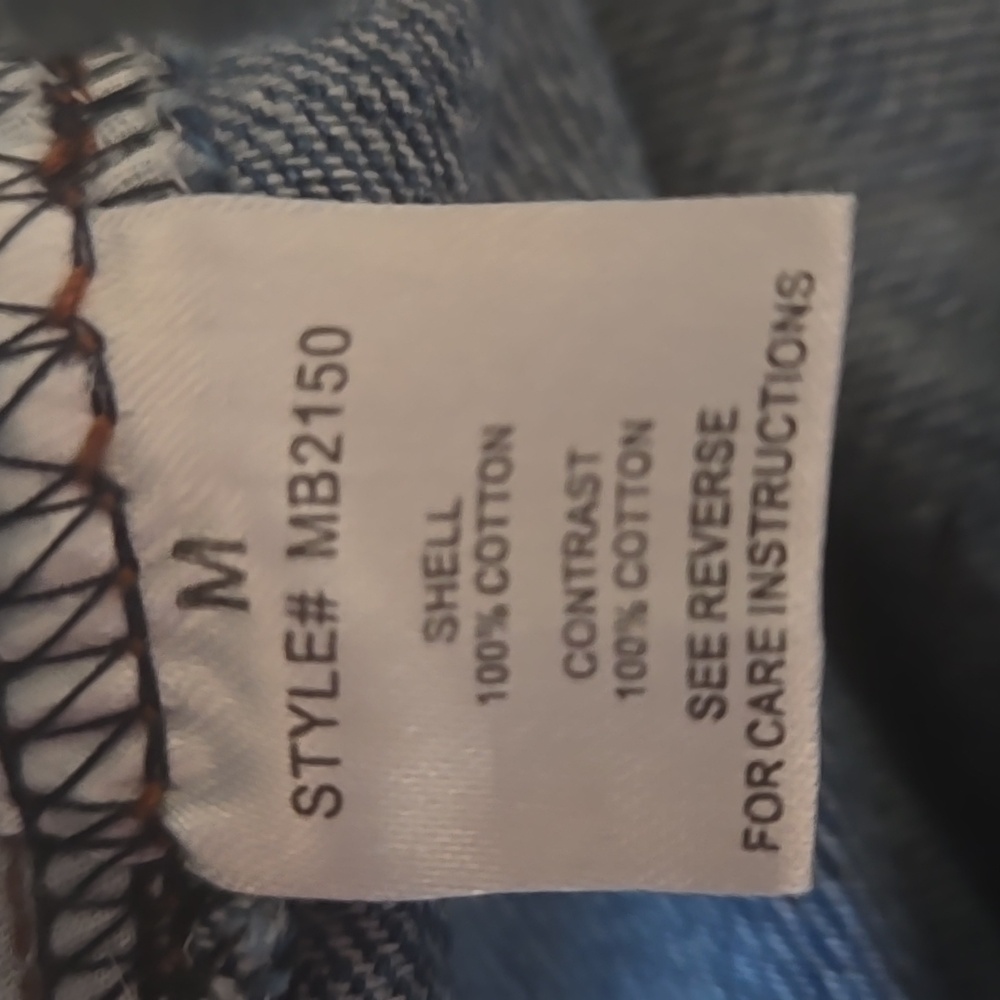 M
STYLE# MB2150
SHELL
100% COTTON
CONTRAST
100% COTTON
SEE REVERSE
FOR CARE INSTRUCTIONS